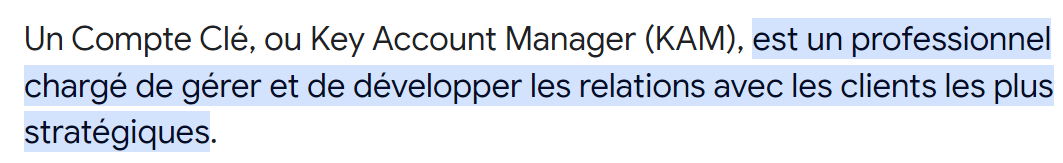 Un Compte Clé, ou Key Account Manager (KAM), est un professionnel
chargé de gérer et de développer les relations avec les clients les plus
stratégiques.